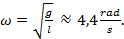 ω = √(g/l) ≈ 4,4 rad/s.